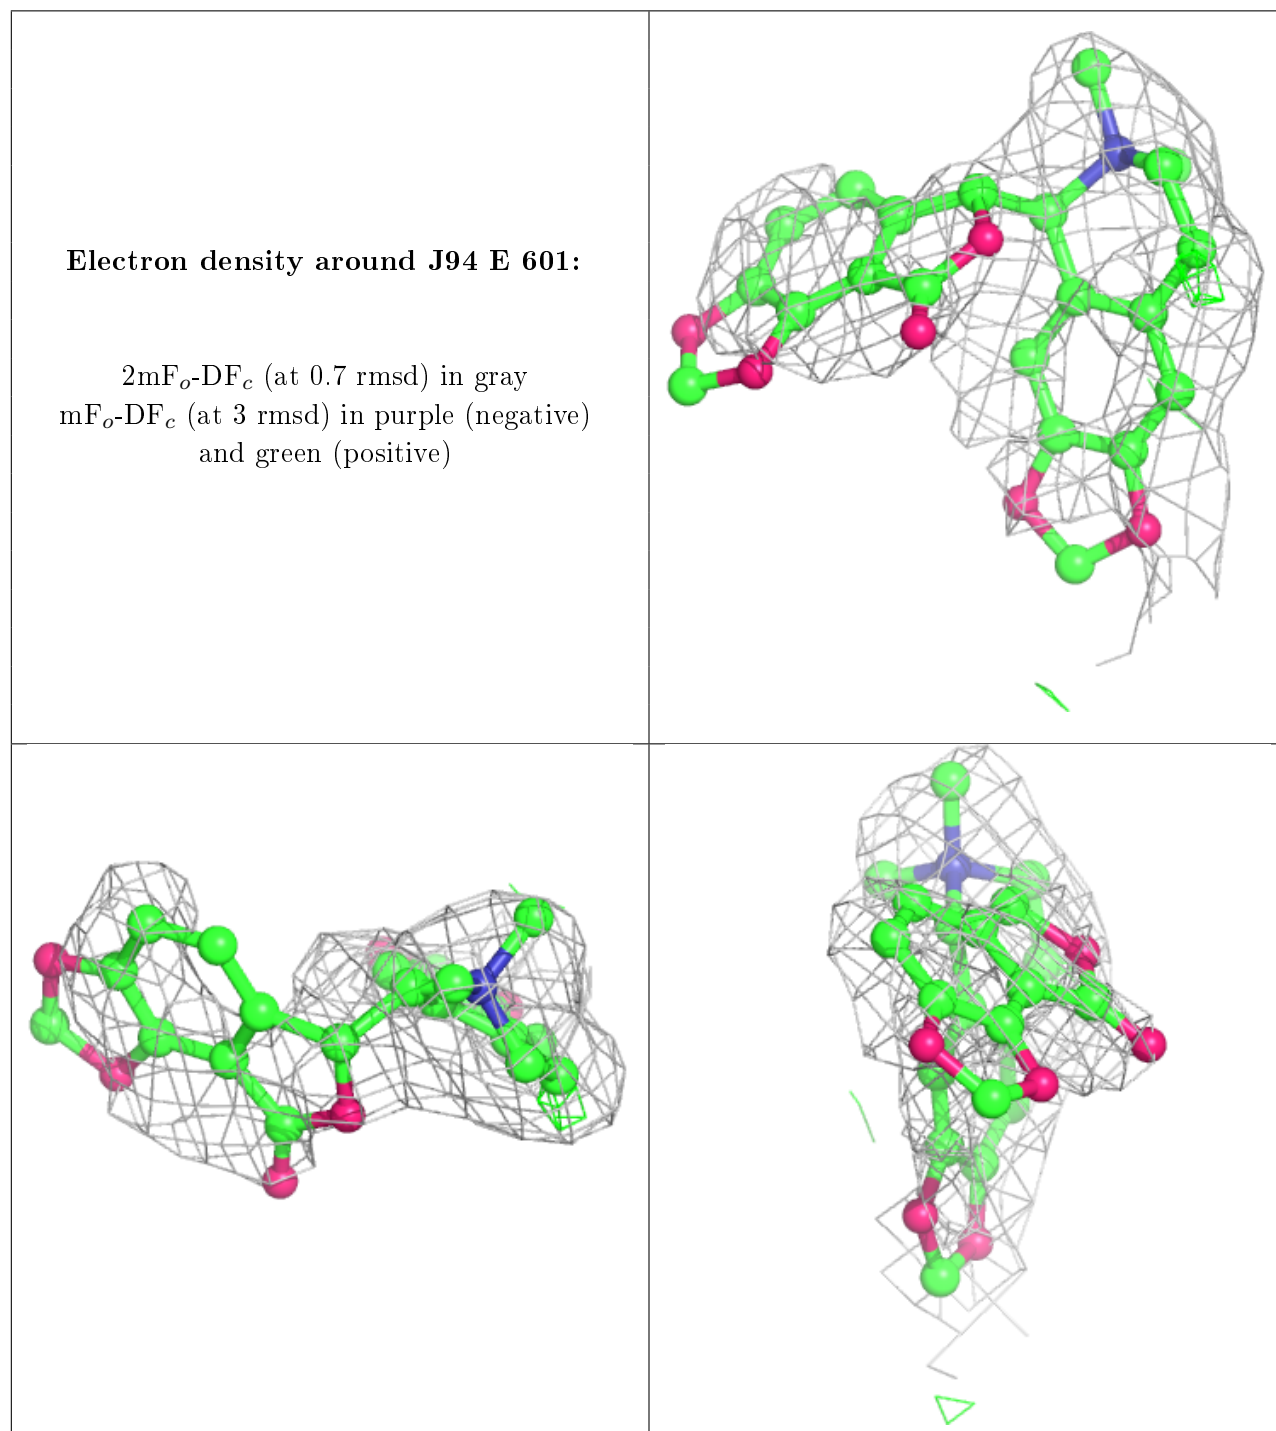 Electron density around J94 E 601:
2mFₒ-DF𝒸 (at 0.7 rmsd) in gray
mFₒ-DF𝒸 (at 3 rmsd) in purple (negative)
and green (positive)